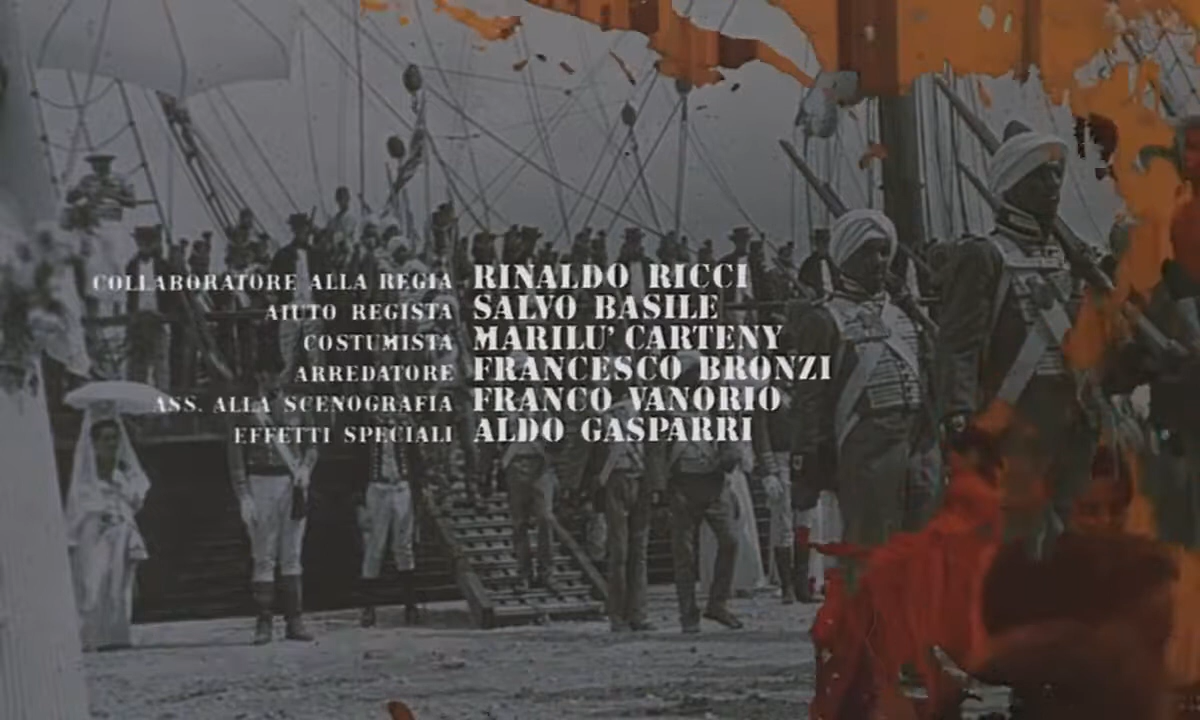 COLLABORATORE ALLA REGIA RINALDO RICCI
AIUTO REGISTA SALVO BASILE
COSTUMISTA MARILU' CARTENY
ARREDATORE FRANCESCO BRONZI
ASS. ALLA SCENOGRAFIA FRANCO VANORIO
EFFETTI SPECIALI ALDO GASPARRI